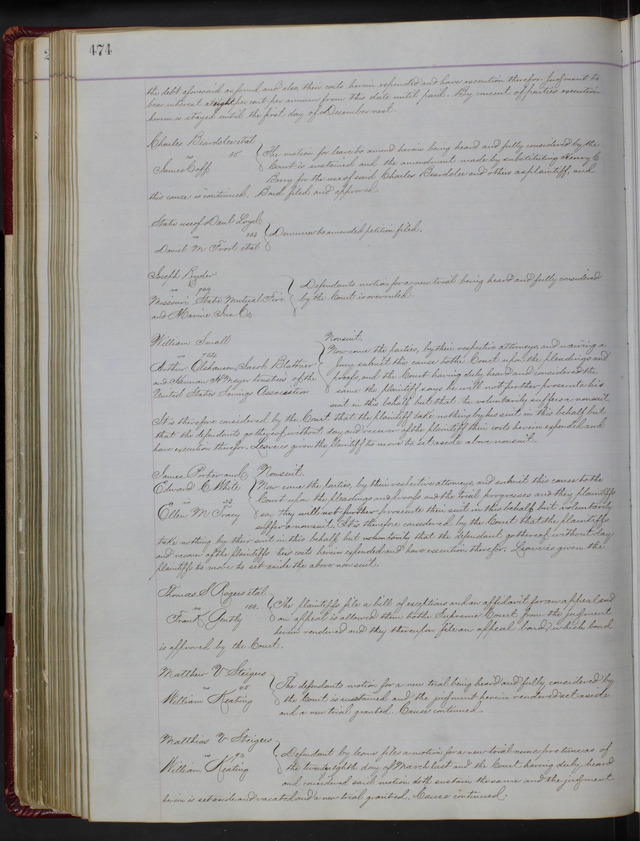 474
the debt aforesaid as found and also their costs herein expended and have execution therefor, judgment to
bear interest at eight per cent per annum from this date until paid. By consent of parties execution
herein is stayed until the first day of December next.
Charles Beardslee et al
vs
James Goff
The motion for leave to amend herein being heard and fully considered by the
Court is sustained and the amendment made by substituting Henry C
Berry for the use of said Charles Beardslee and others as plaintiff, and
this cause is continued. Bond filed and approved.
State use of Daul Loyd
vs
Daniel M Frost et al
Demurrer to amended petition filed.
Joseph Ryder
vs
Missouri State Mutual Fire
and Marine Ins Co
Defendants motion for a new trial being heard and fully considered
by the Court is overruled.
William Small
vs
Arthur Olshausen, Jacob Blattner
and Herman H Meyer trustees of the
United States Savings Association
Nonsuit.
Now come the parties, by their respective attorneys, and waiving a
jury submit this cause to the Court upon the pleadings and
proofs, and the Court having duly heard and considered the
same the plaintiff says he will not further prosecute his
suit in this behalf but that he voluntarily suffers a nonsuit.
It is therefore considered by the Court that the plaintiff take nothing by his suit in this behalf but
that the defendants go thereof without day and recover of the plaintiff their costs herein expended and
have execution therefor. Leave is given the plaintiff to move to set aside above nonsuit.
James Porter and
Edward C White
vs
Ellen M Tracy
Nonsuit.
Now come the parties, by their respective attorneys, and submit this cause to the
Court upon the pleadings and proofs and the trial progresses and they plaintiffs
say they will not further prosecute their suit in this behalf but voluntarily
suffer a nonsuit. It is therefore considered by the Court that the plaintiffs
take nothing by their suit in this behalf but that the defendant go thereof without day
and recover of the plaintiffs her costs herein expended and have execution therefor. Leave is given the
plaintiffs to move to set aside the above nonsuit.
Thomas S Rogers et al
vs
Frank Gently
The plaintiffs file a bill of exceptions and an affidavit for an appeal and
an appeal is allowed them to the Supreme Court from the judgment
herein rendered and they thereupon file an appeal bond, which bond
is approved by the Court.
Matthew V Steiges
vs
William Keating
The defendants motion for a new trial being heard and fully considered by
the Court is sustained and the judgment herein rendered set aside
and a new trial granted. Cause continued.
Matthias V Steigers
vs
William Keating
Defendant by leave files a motion for a new trial nunc pro tunc as of
the twenty eighth day of March last and the Court having duly heard
and considered said motion doth sustain the same and the judgment
herein is set aside and vacated and a new trial granted. Cause continued.